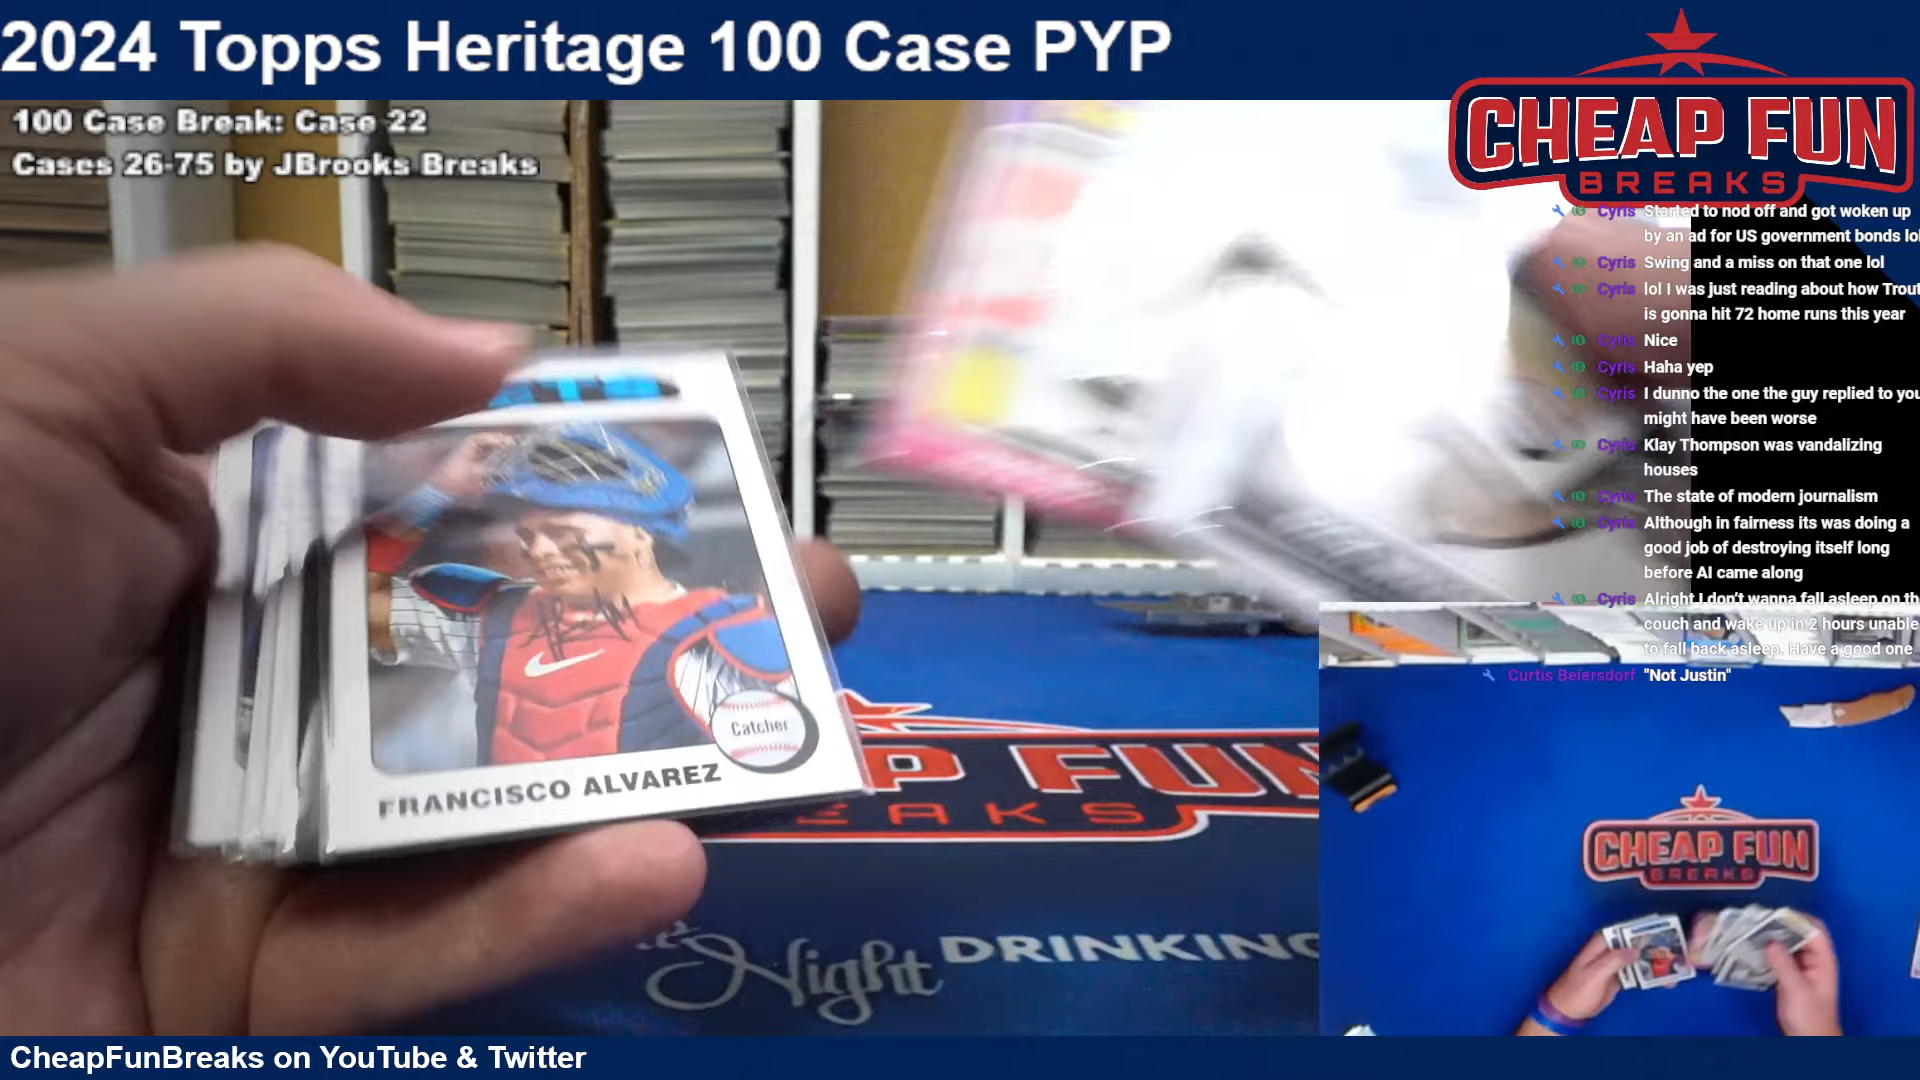 2024 Topps Heritage 100 Case PYP
100 Case Break: Case 22
Cases 26-75 by JBrooks Breaks
CHEAP FUN
BREAKS
Cyris Started to nod off and got woken up
by an ad for US government bonds lol
Cyris Swing and a miss on that one lol
Cyris lol I was just reading about how Trout
is gonna hit 72 home runs this year
Cyris Nice
Cyris Haha yep
Cyris I dunno the one the guy replied to you
might have been worse
Cyris Klay Thompson was vandalizing
houses
Cyris The state of modern journalism
Cyris Although in fairness its was doing a
good job of destroying itself long
before AI came along
Cyris Alright I don't wanna fall asleep on th
couch and wake up in 2 hours unable
to fall back asleep. Have a good one
Curtis Beiersdorf "Not Justin"
Catcher
FRANCISCO ALVAREZ
P FUN
EAKS
Night DRINKING
CHEAP FUN
BREAKS
CheapFunBreaks on YouTube & Twitter